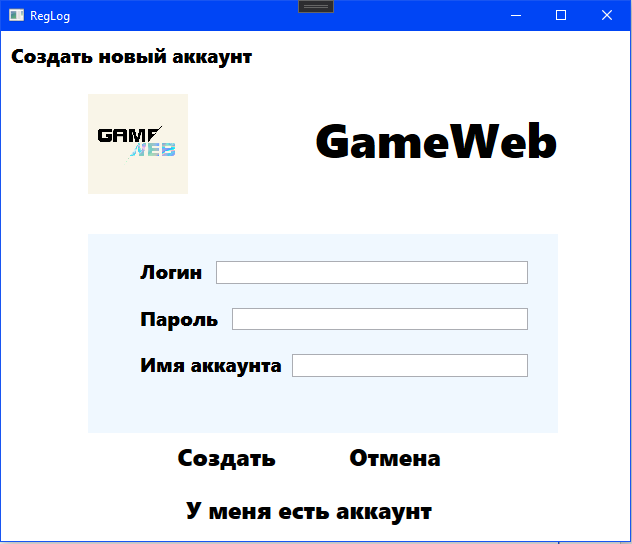 RegLog
Создать новый аккаунт
GAME
WEB
GameWeb
Логин
Пароль
Имя аккаунта
Создать Отмена
У меня есть аккаунт